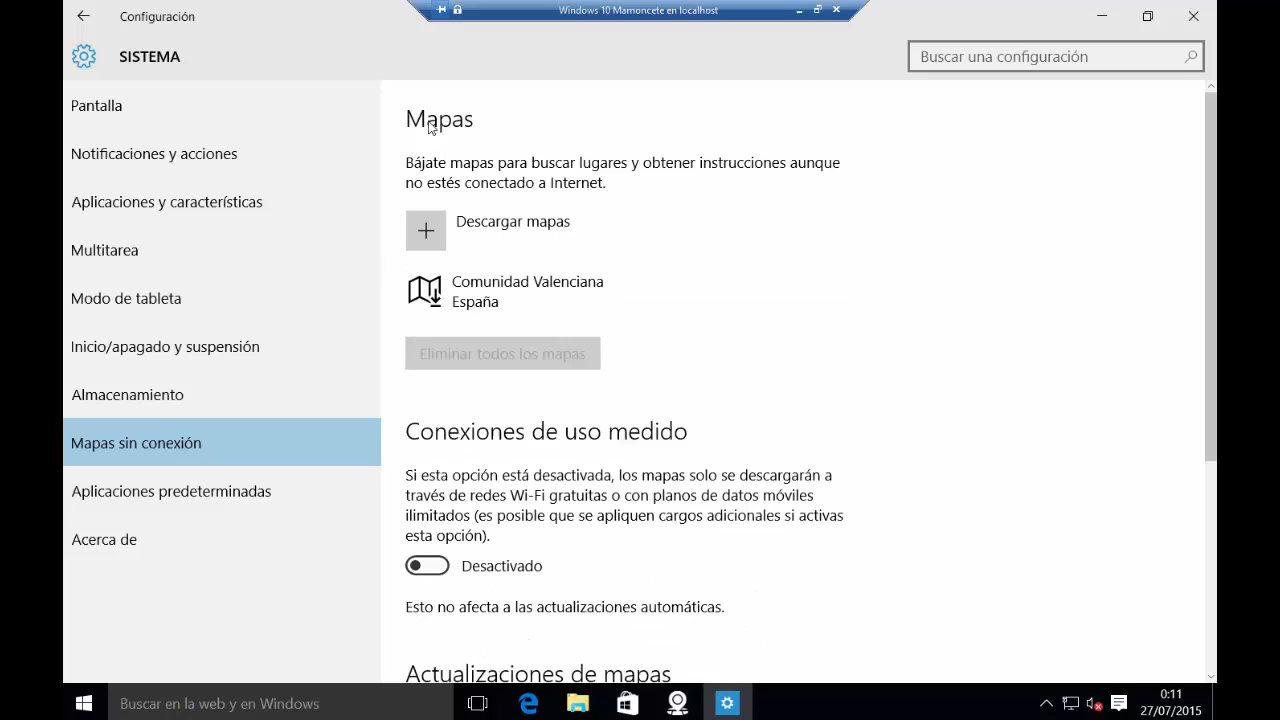 Configuración
Windows 10 Mamoncete en localhost
SISTEMA
Buscar una configuración
Pantalla
Notificaciones y acciones
Aplicaciones y características
Multitarea
Modo de tableta
Inicio/apagado y suspensión
Almacenamiento
Mapas sin conexión
Aplicaciones predeterminadas
Acerca de
Mapas
Bájate mapas para buscar lugares y obtener instrucciones aunque
no estés conectado a Internet.
Descargar mapas
Comunidad Valenciana
España
Eliminar todos los mapas
Conexiones de uso medido
Si esta opción está desactivada, los mapas solo se descargarán a
través de redes Wi-Fi gratuitas o con planos de datos móviles
ilimitados (es posible que se apliquen cargos adicionales si activas
esta opción).
Desactivado
Esto no afecta a las actualizaciones automáticas.
Actualizaciones de mapas
Buscar en la web y en Windows
0:11
27/07/2015